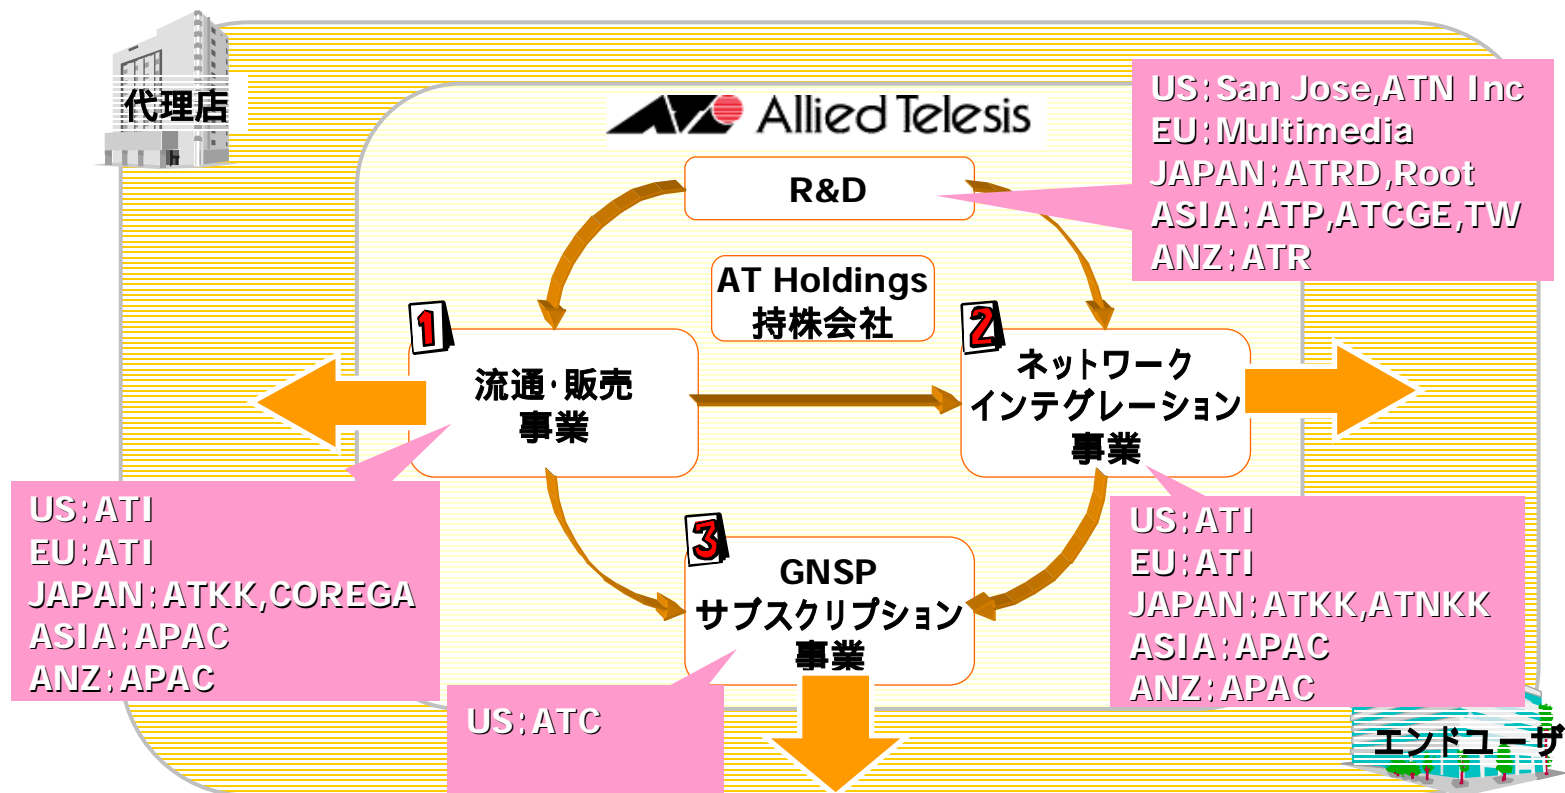 代理店
Allied Telesis
US:San Jose,ATN Inc
EU:Multimedia
JAPAN:ATRD,Root
ASIA:ATP,ATCGE,TW
ANZ:ATR
R&D
AT Holdings
持株会社
1
流通・販売
事業
2
ネットワーク
インテグレーション
事業
US:ATI
EU:ATI
JAPAN:ATKK,COREGA
ASIA:APAC
ANZ:APAC
3
GNSP
サブスクリプション
事業
US:ATC
US:ATI
EU:ATI
JAPAN:ATKK,ATNKK
ASIA:APAC
ANZ:APAC
エンドユーザ